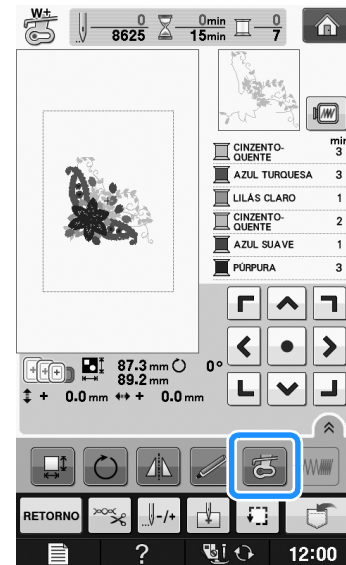 W+
0
8625
0min
15min
0
7
min
CINZENTO-
QUENTE 3
AZUL TURQUESA 3
LILÁS CLARO 1
CINZENTO-
QUENTE 2
AZUL SUAVE 1
PÚRPURA 3
87.3 mm 0°
89.2 mm
+ 0.0 mm + 0.0 mm
RETORNO
-/+
? 12:00